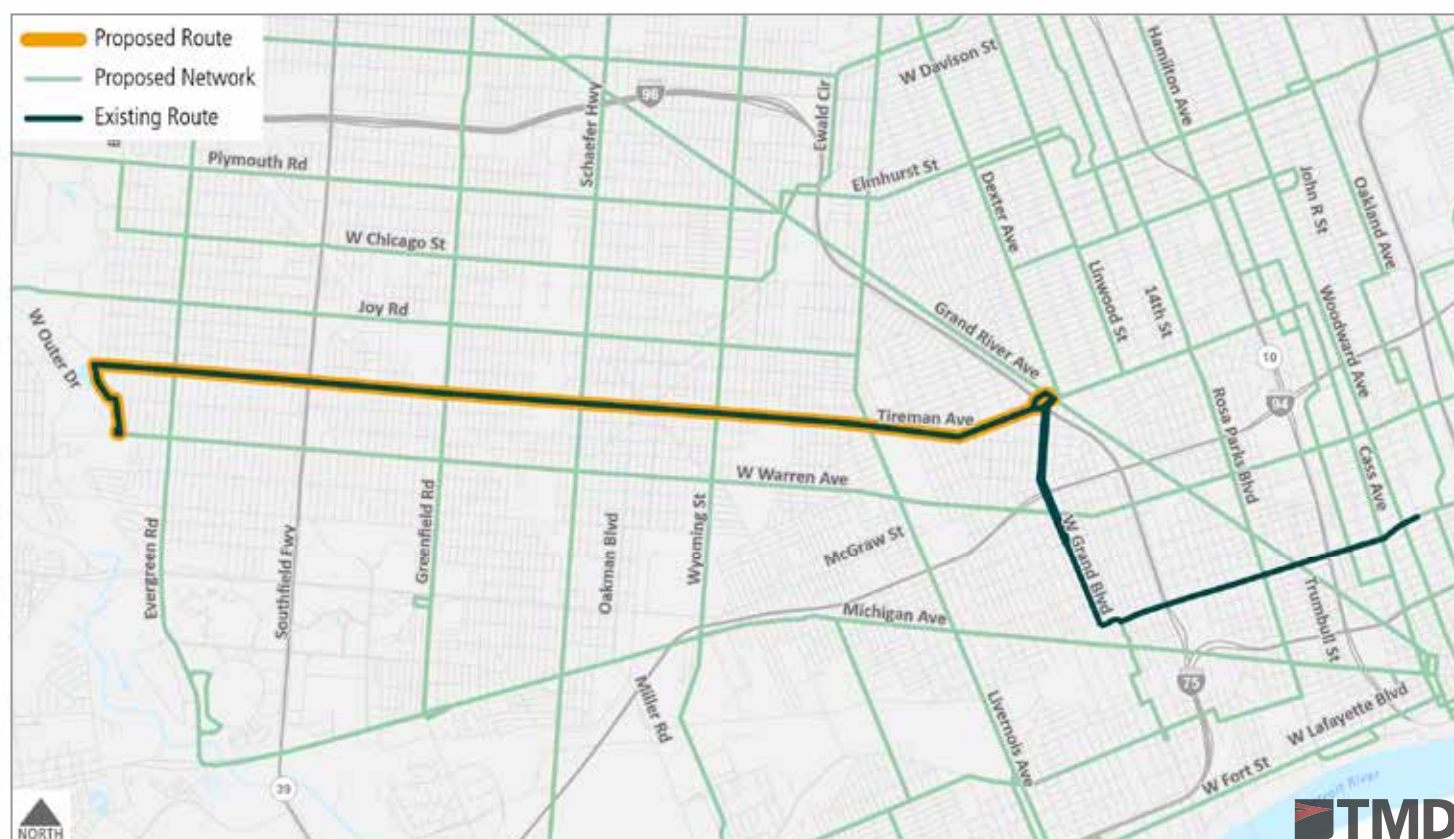 Proposed Route
Proposed Network
Existing Route
W Davison St
Hamilton Ave
96
Schaefer Hwy
Ewald Cir
Plymouth Rd
Elmhurst St
Dexter Ave
John R St
Oakland Ave
W Chicago St
Linwood St
14th St
Woodward Ave
W Outer Dr
Joy Rd
Grand River Ave
10
94
Tireman Ave
Rosa Parks Blvd
W Warren Ave
Cass Ave
Evergreen Rd
Southfield Fwy
Greenfield Rd
Oakman Blvd
Wyoming St
McGraw St
W Grand Blvd
Michigan Ave
Trumbull St
Miller Rd
75
Livernois Ave
W Lafayette Blvd
W Fort St
39
NORTH
River
TMD